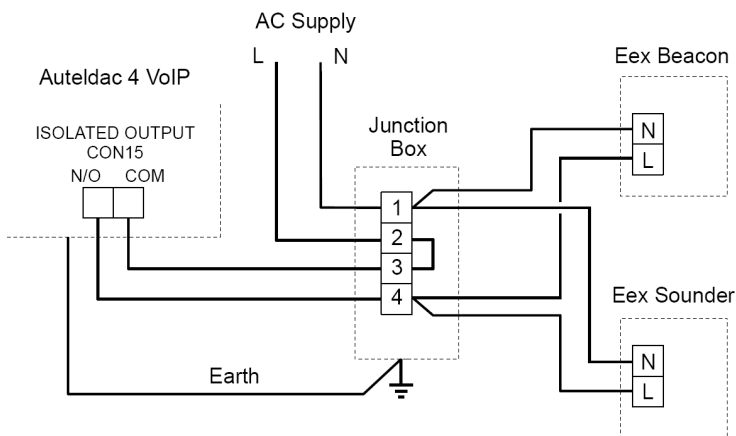 AC Supply
L N
Auteldac 4 VoIP
ISOLATED OUTPUT
CON15
N/O COM
Junction
Box
1
2
3
4
Eex Beacon
N
L
Eex Sounder
N
L
Earth